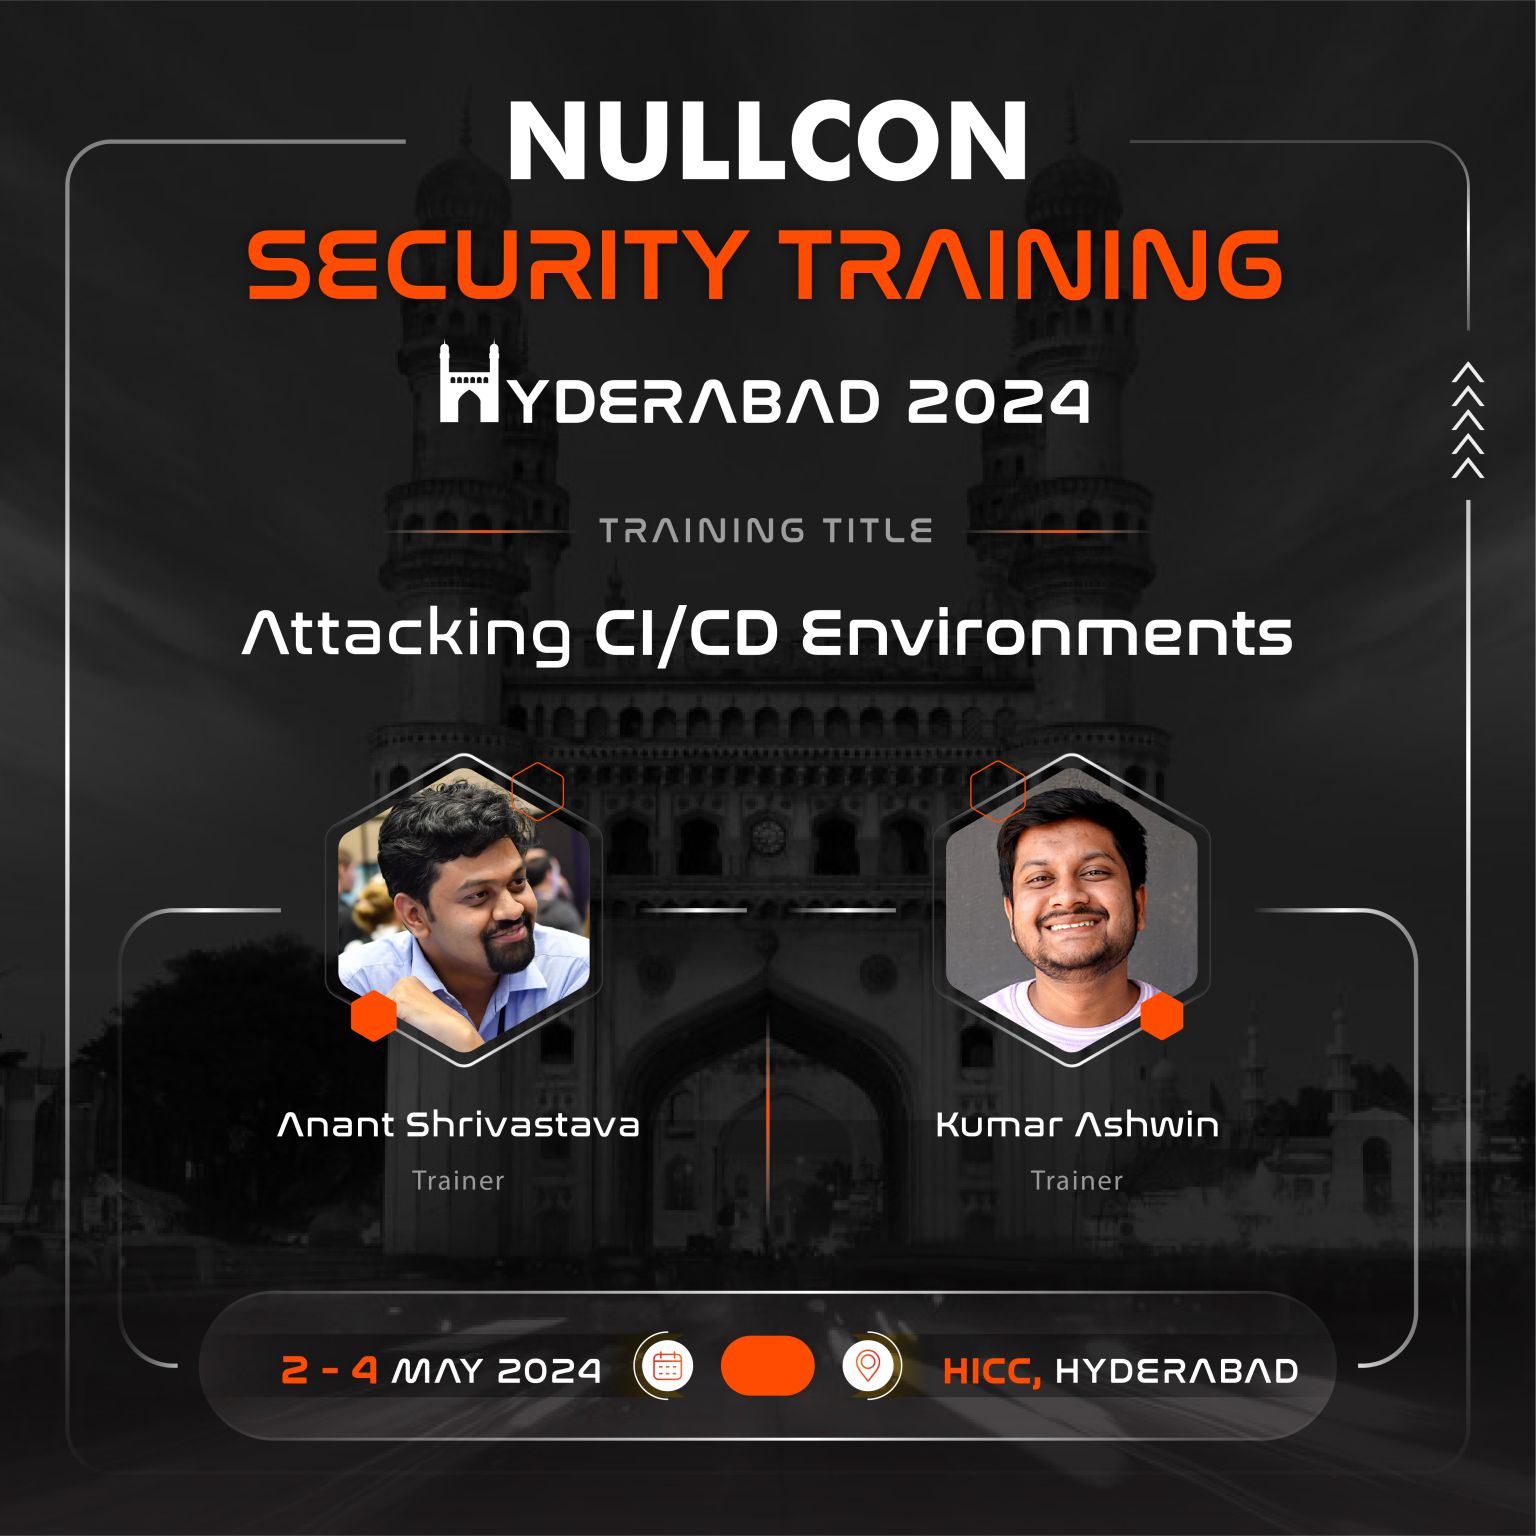 NULLCON
SECURITY TRAINING
HYDERABAD 2024
TRAINING TITLE
Attacking CI/CD Environments
Anant Shrivastava
Kumar Ashwin
Trainer
Trainer
2 - 4 MAY 2024
HICC, HYDERABAD